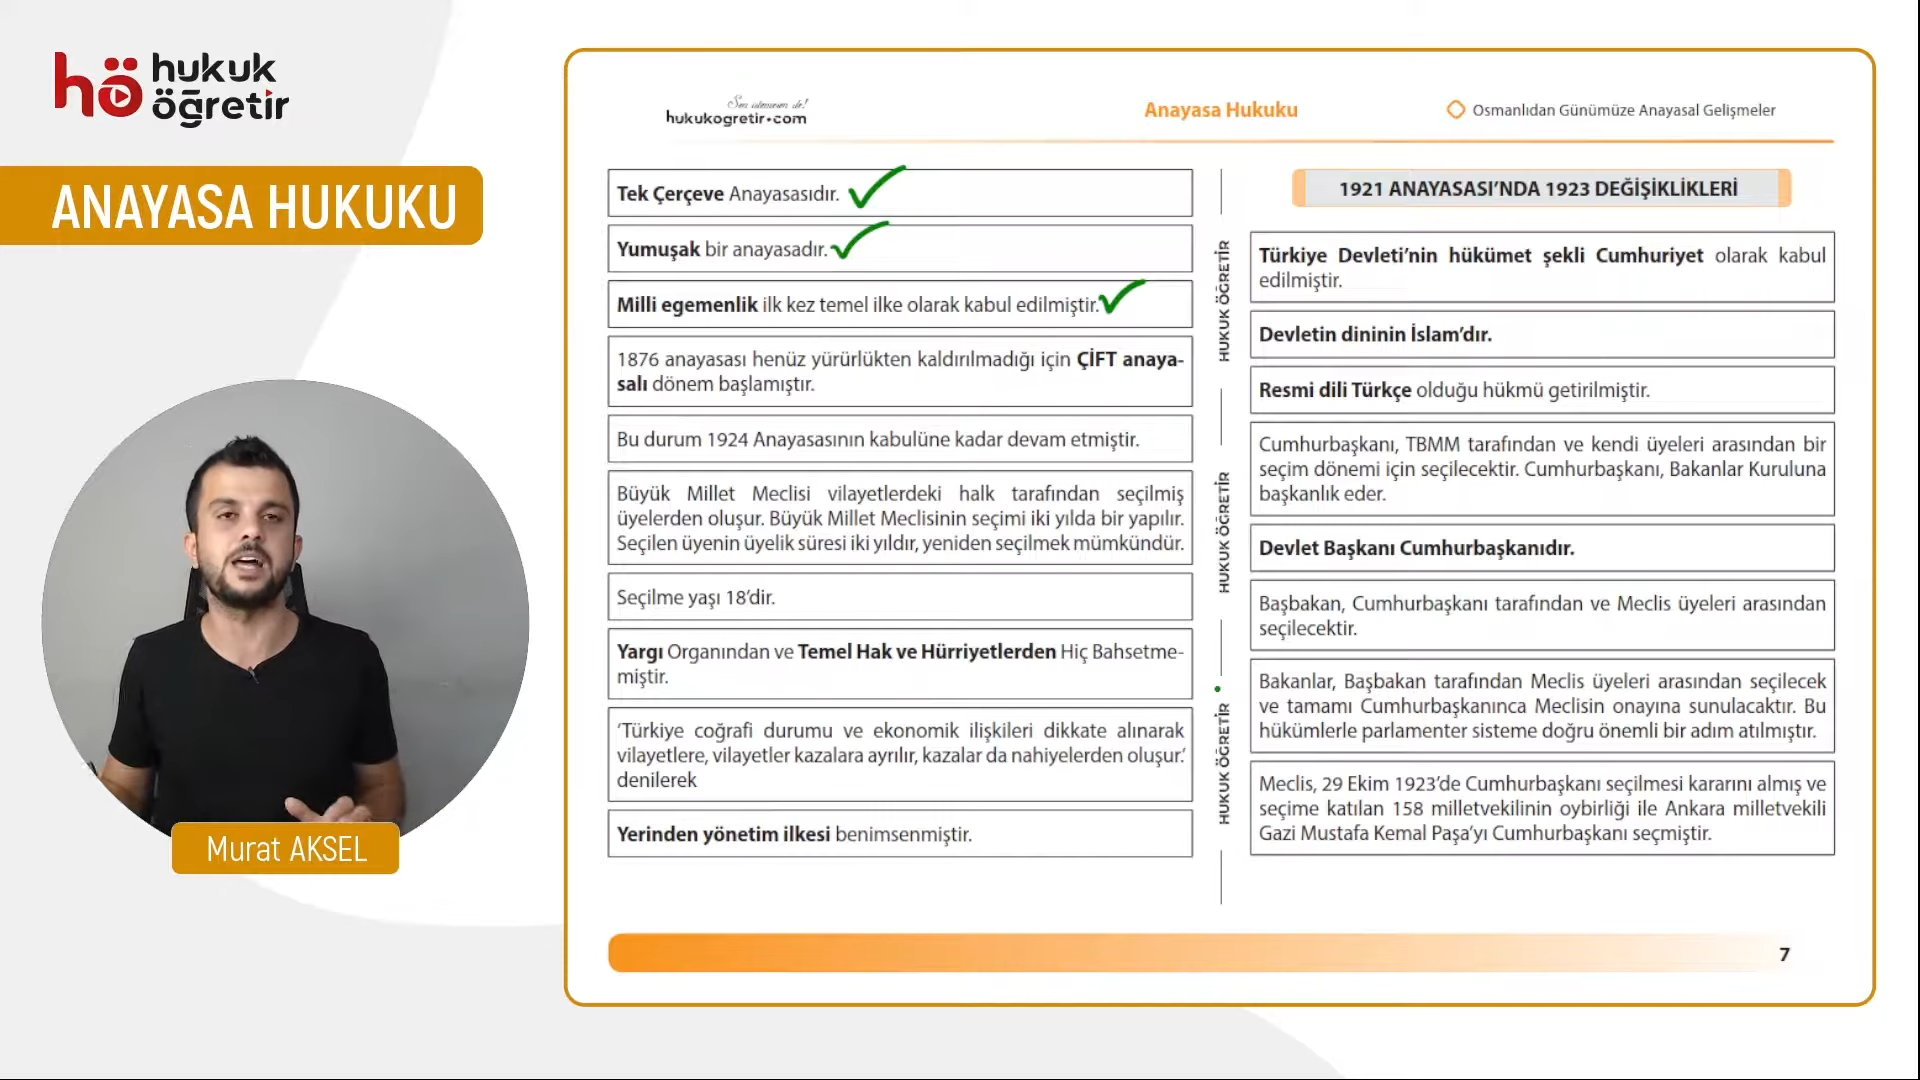 hö hukuk
öğretir
ANAYASA HUKUKU
Murat AKSEL
Sen istemesen de!
hukukogretir•com
Anayasa Hukuku
Osmanlıdan Günümüze Anayasal Gelişmeler
Tek Çerçeve Anayasasıdır.
Yumuşak bir anayasadır.
Milli egemenlik ilk kez temel ilke olarak kabul edilmiştir.
1876 anayasası henüz yürürlükten kaldırılmadığı için ÇİFT anaya-
salı dönem başlamıştır.
Bu durum 1924 Anayasasının kabulüne kadar devam etmiştir.
Büyük Millet Meclisi vilayetlerdeki halk tarafından seçilmiş
üyelerden oluşur. Büyük Millet Meclisinin seçimi iki yılda bir yapılır.
Seçilen üyenin üyelik süresi iki yıldır, yeniden seçilmek mümkündür.
Seçilme yaşı 18’dir.
Yargı Organından ve Temel Hak ve Hürriyetlerden Hiç Bahsetme-
miştir.
‘Türkiye coğrafi durumu ve ekonomik ilişkileri dikkate alınarak
vilayetlere, vilayetler kazalara ayrılır, kazalar da nahiyelerden oluşur.’
denilerek
Yerinden yönetim ilkesi benimsenmiştir.
HUKUK ÖĞRETİR
HUKUK ÖĞRETİR
HUKUK ÖĞRETİR
1921 ANAYASASI’NDA 1923 DEĞİŞİKLİKLERİ
Türkiye Devleti’nin hükümet şekli Cumhuriyet olarak kabul
edilmiştir.
Devletin dininin İslam’dır.
Resmi dili Türkçe olduğu hükmü getirilmiştir.
Cumhurbaşkanı, TBMM tarafından ve kendi üyeleri arasından bir
seçim dönemi için seçilecektir. Cumhurbaşkanı, Bakanlar Kuruluna
başkanlık eder.
Devlet Başkanı Cumhurbaşkanıdır.
Başbakan, Cumhurbaşkanı tarafından ve Meclis üyeleri arasından
seçilecektir.
Bakanlar, Başbakan tarafından Meclis üyeleri arasından seçilecek
ve tamamı Cumhurbaşkanınca Meclisin onayına sunulacaktır. Bu
hükümlerle parlamenter sisteme doğru önemli bir adım atılmıştır.
Meclis, 29 Ekim 1923’de Cumhurbaşkanı seçilmesi kararını almış ve
seçime katılan 158 milletvekilinin oybirliği ile Ankara milletvekili
Gazi Mustafa Kemal Paşa’yı Cumhurbaşkanı seçmiştir.
7